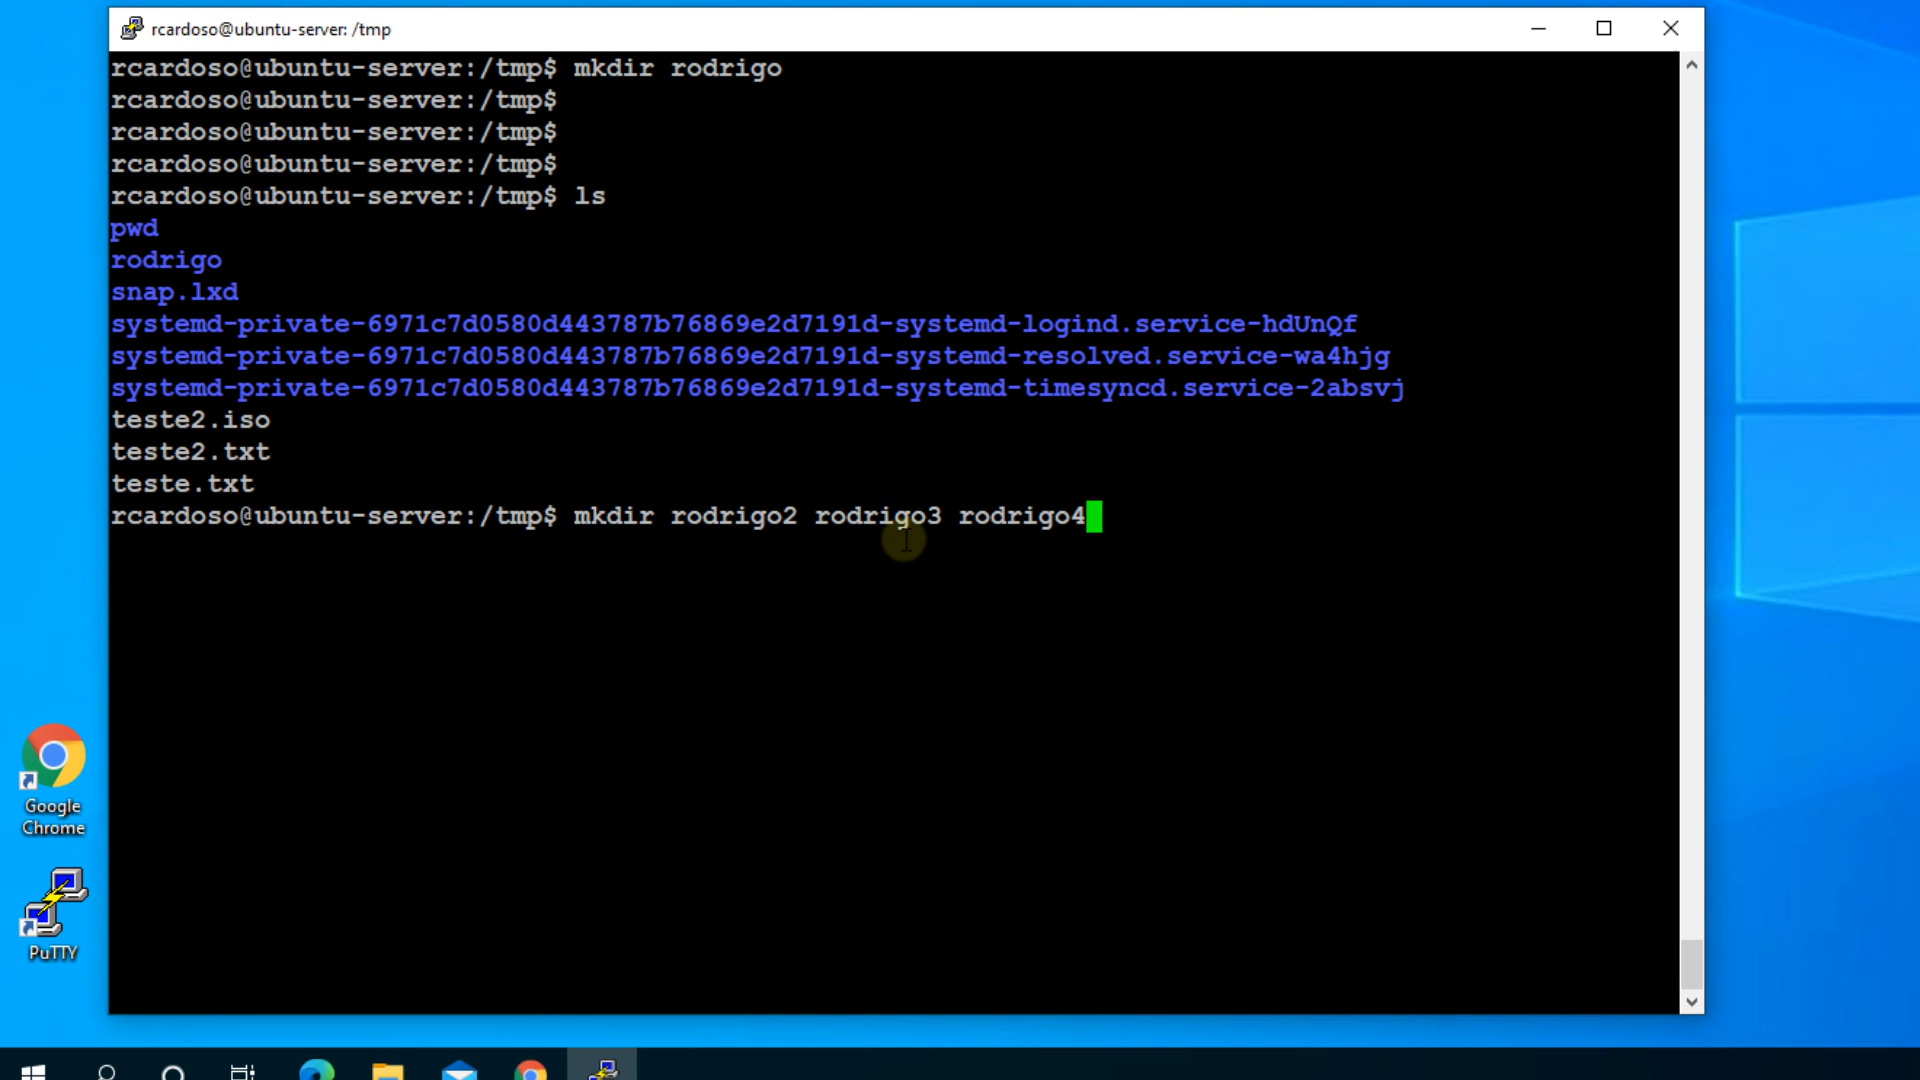 rcardoso@ubuntu-server: /tmp
rcardoso@ubuntu-server:/tmp$ mkdir rodrigo
rcardoso@ubuntu-server:/tmp$
rcardoso@ubuntu-server:/tmp$
rcardoso@ubuntu-server:/tmp$
rcardoso@ubuntu-server:/tmp$ ls
pwd
rodrigo
snap.lxd
systemd-private-6971c7d0580d443787b76869e2d7191d-systemd-logind.service-hdUnQf
systemd-private-6971c7d0580d443787b76869e2d7191d-systemd-resolved.service-wa4hjg
systemd-private-6971c7d0580d443787b76869e2d7191d-systemd-timesyncd.service-2absvj
teste2.iso
teste2.txt
teste.txt
rcardoso@ubuntu-server:/tmp$ mkdir rodrigo2 rodrigo3 rodrigo4
Google
Chrome
PuTTY